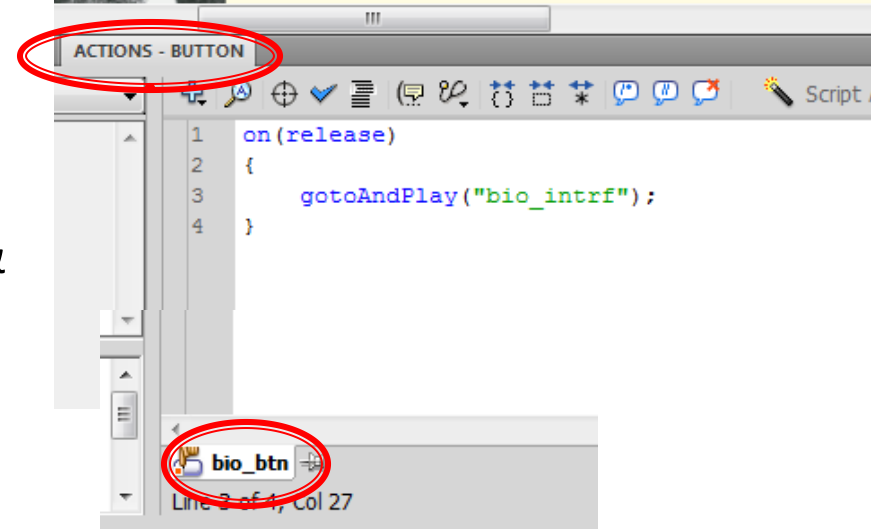 ACTIONS - BUTTON
Script
1 on(release)
2 {
3 gotoAndPlay("bio_intrf");
4 }
bio_btn
Line 3 of 4, Col 27